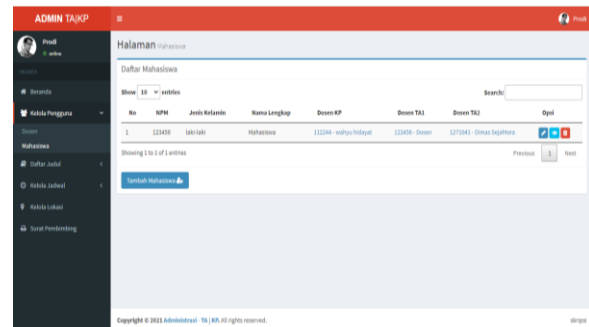 ADMIN TA|KP
Prodi
Prodi
online
Halaman Mahasiswa
Beranda
Kelola Pengguna
Dosen
Mahasiswa
Daftar Judul
Kelola Jadwal
Kelola Lokasi
Surat Pembimbing
Daftar Mahasiswa
Show 10 entries
Search:
No NPM Jenis Kelamin Nama Lengkap Dosen KP Dosen TA1 Dosen TA2 Opsi
1 123456 laki-laki Mahasiswa 112244 - wahyu hidayat 123456 - Dosen 1271041 - Dimas Sejahtera
Showing 1 to 1 of 1 entries
Previous 1 Next
Tambah Mahasiswa
Copyright © 2021 Administrasi - TA | KP. All rights reserved.
skripsi